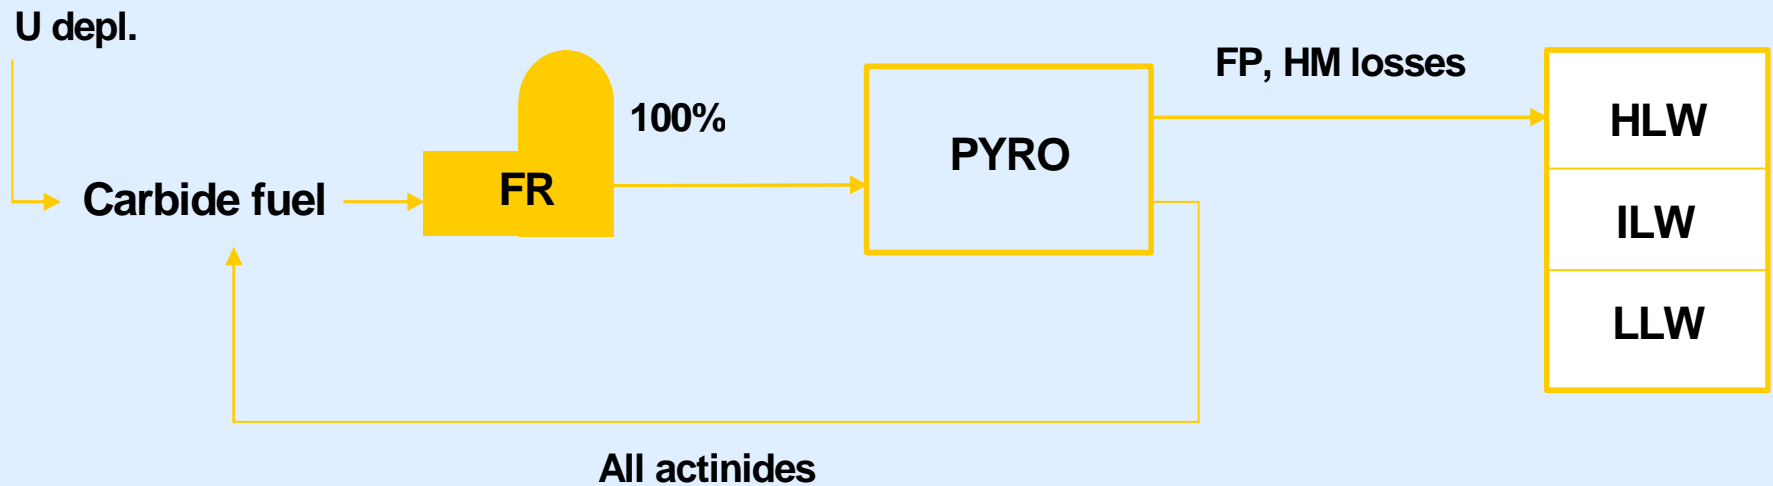 U depl.
FP, HM losses
100%
HLW
PYRO
Carbide fuel
FR
ILW
LLW
All actinides